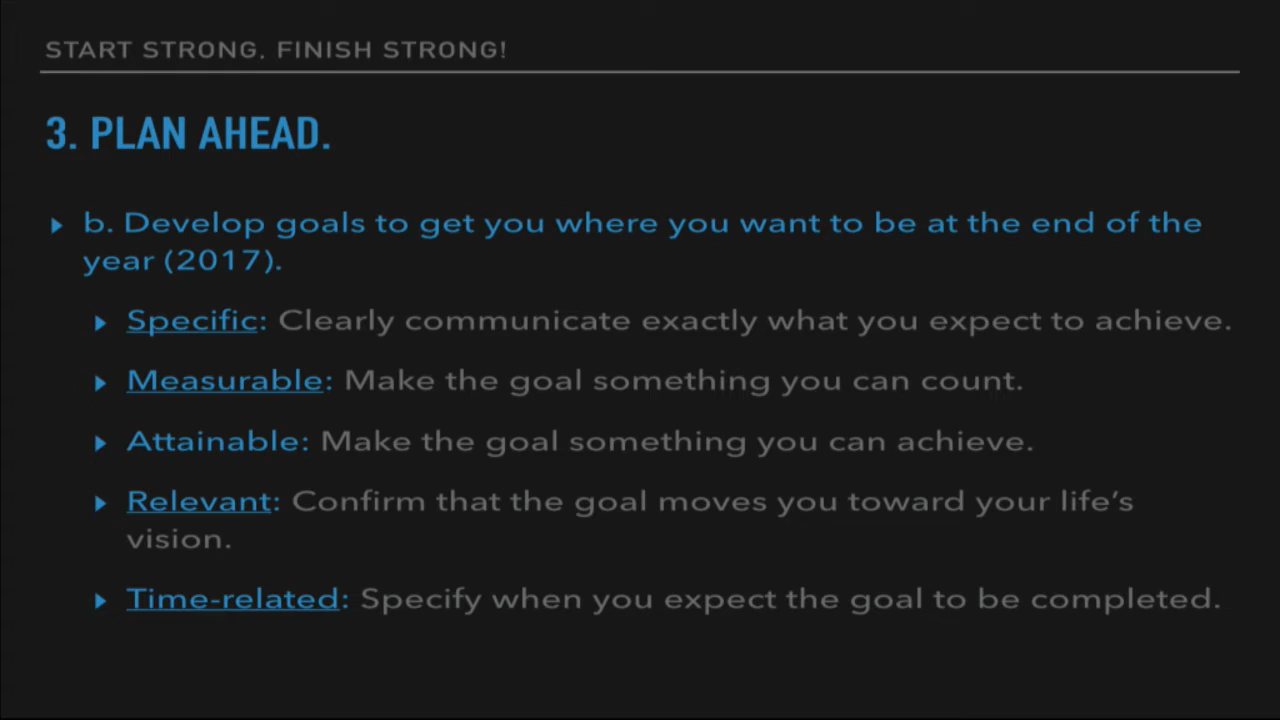 START STRONG, FINISH STRONG!
3. PLAN AHEAD.
b. Develop goals to get you where you want to be at the end of the
year (2017).
Specific: Clearly communicate exactly what you expect to achieve.
Measurable: Make the goal something you can count.
Attainable: Make the goal something you can achieve.
Relevant: Confirm that the goal moves you toward your life’s
vision.
Time-related: Specify when you expect the goal to be completed.